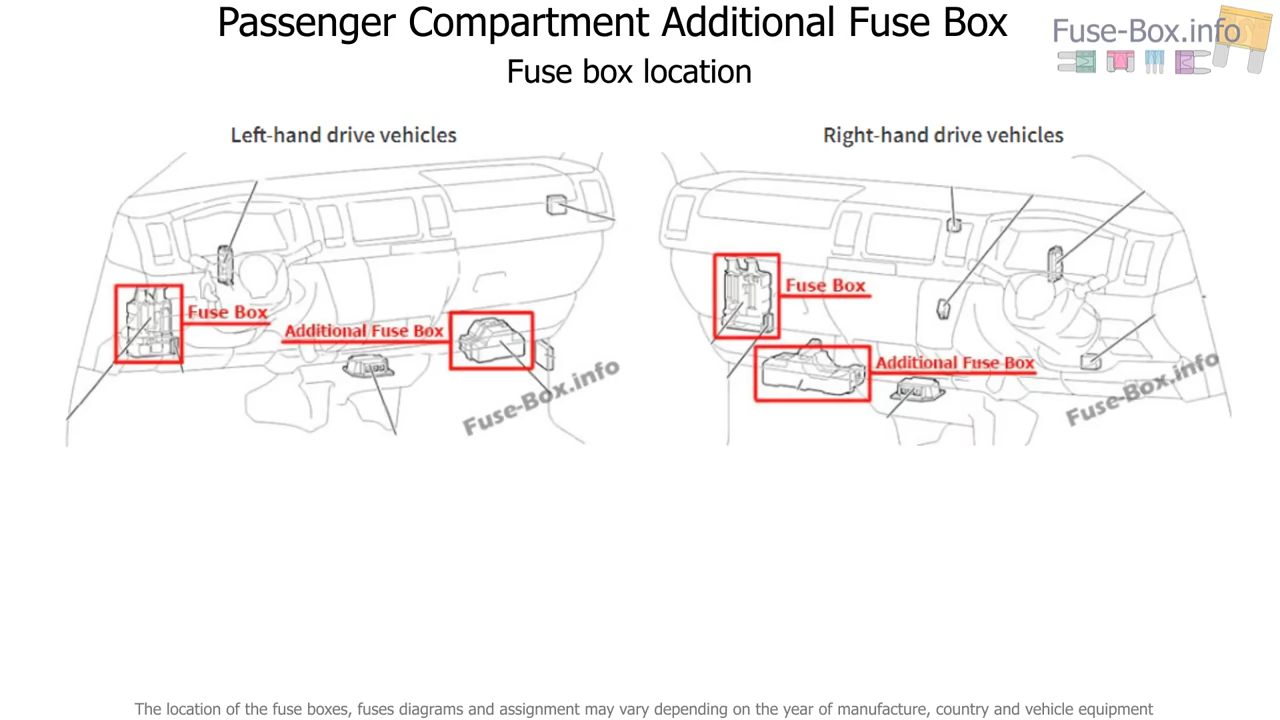 Passenger Compartment Additional Fuse Box
Fuse-Box.info
Fuse box location
Left-hand drive vehicles
Right-hand drive vehicles
Fuse Box
Additional Fuse Box
Fuse-Box.info
Fuse Box
Additional Fuse Box
Fuse-Box.info
The location of the fuse boxes, fuses diagrams and assignment may vary depending on the year of manufacture, country and vehicle equipment